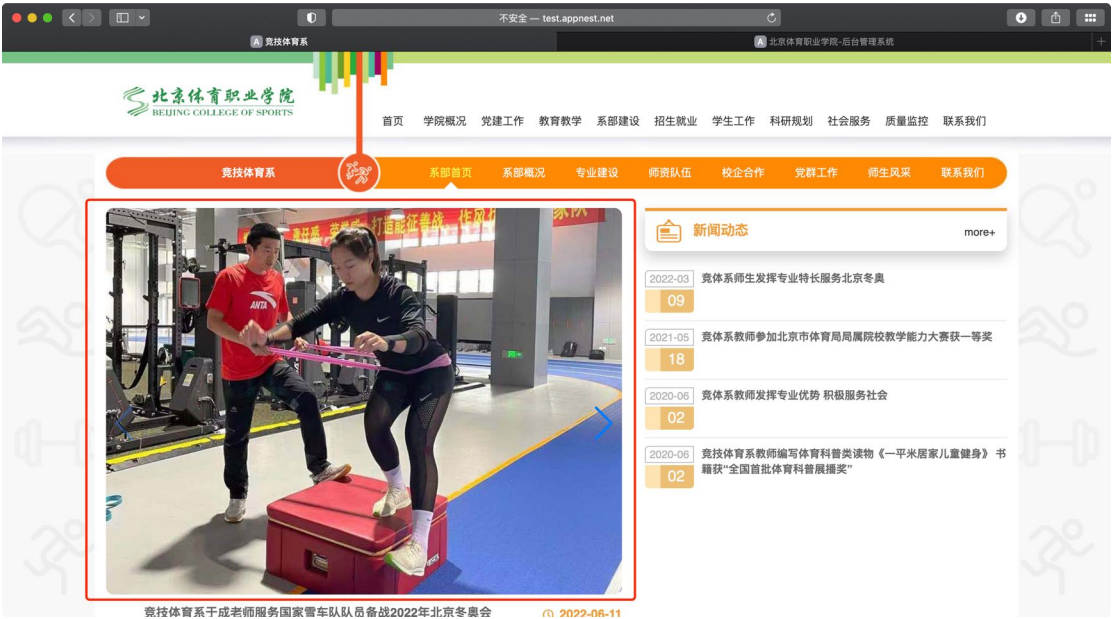 不安全 — test.appnest.net
A 竞技体育系
A 北京体育职业学院-后台管理系统
北京体育职业学院
BEIJING COLLEGE OF SPORTS
首页 学院概况 党建工作 教育教学 系部建设 招生就业 学生工作 科研规划 社会服务 质量监控 联系我们
竞技体育系 系部首页 系部概况 专业建设 师资队伍 校企合作 党群工作 师生风采 联系我们
打造能征善战
ANTA
新闻动态 more+
2022-03
09
竞体系师生发挥专业特长服务北京冬奥
2021-05
18
竞体系教师参加北京市体育局局属院校教学能力大赛获一等奖
2020-06
02
竞体系教师发挥专业优势 积极服务社会
2020-06
02
竞技体育系教师编写体育科普类读物《一平米居家儿童健身》 书
籍获“全国首批体育科普展播奖”
竞技体育系于成老师服务国家雪车队队员备战2022年北京冬奥会 2022-06-11